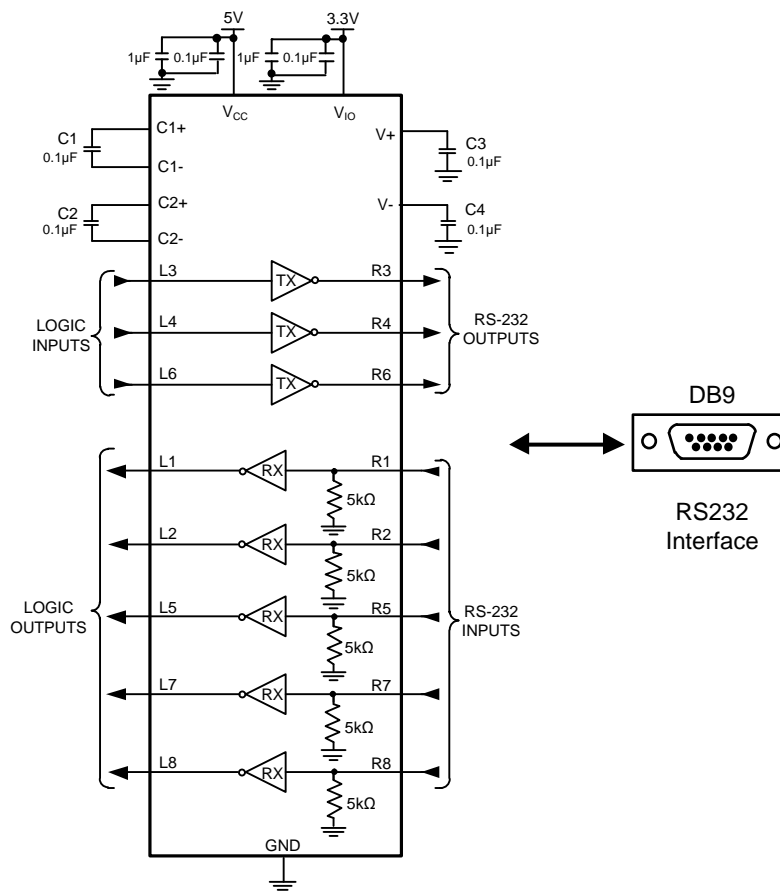 5V
3.3V
1µF
0.1µF
1µF
0.1µF
VCC
VIO
C1
0.1µF
C1+
C1-
V+
C3
0.1µF
C2
0.1µF
C2+
C2-
V-
C4
0.1µF
LOGIC
INPUTS
L3
TX
R3
L4
TX
R4
L6
TX
R6
RS-232
OUTPUTS
DB9
RS232
Interface
LOGIC
OUTPUTS
L1
RX
R1
5kΩ
L2
RX
R2
5kΩ
L5
RX
R5
5kΩ
L7
RX
R7
5kΩ
L8
RX
R8
5kΩ
RS-232
INPUTS
GND